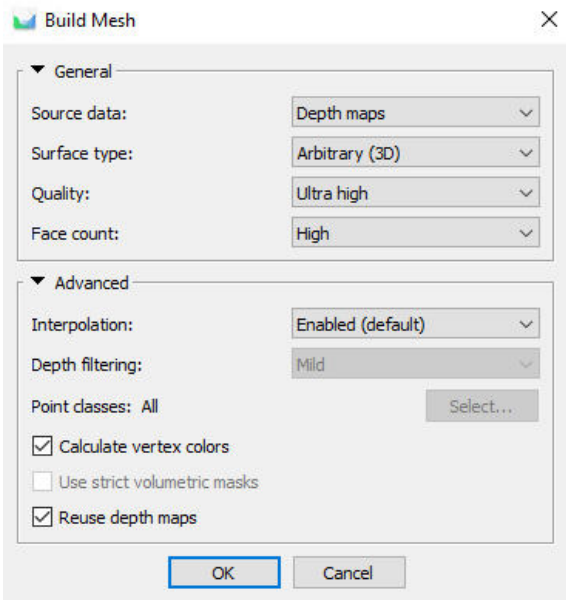 Build Mesh
General
Source data: Depth maps
Surface type: Arbitrary (3D)
Quality: Ultra high
Face count: High
Advanced
Interpolation: Enabled (default)
Depth filtering: Mild
Point classes: All Select...
Calculate vertex colors
Use strict volumetric masks
Reuse depth maps
OK Cancel